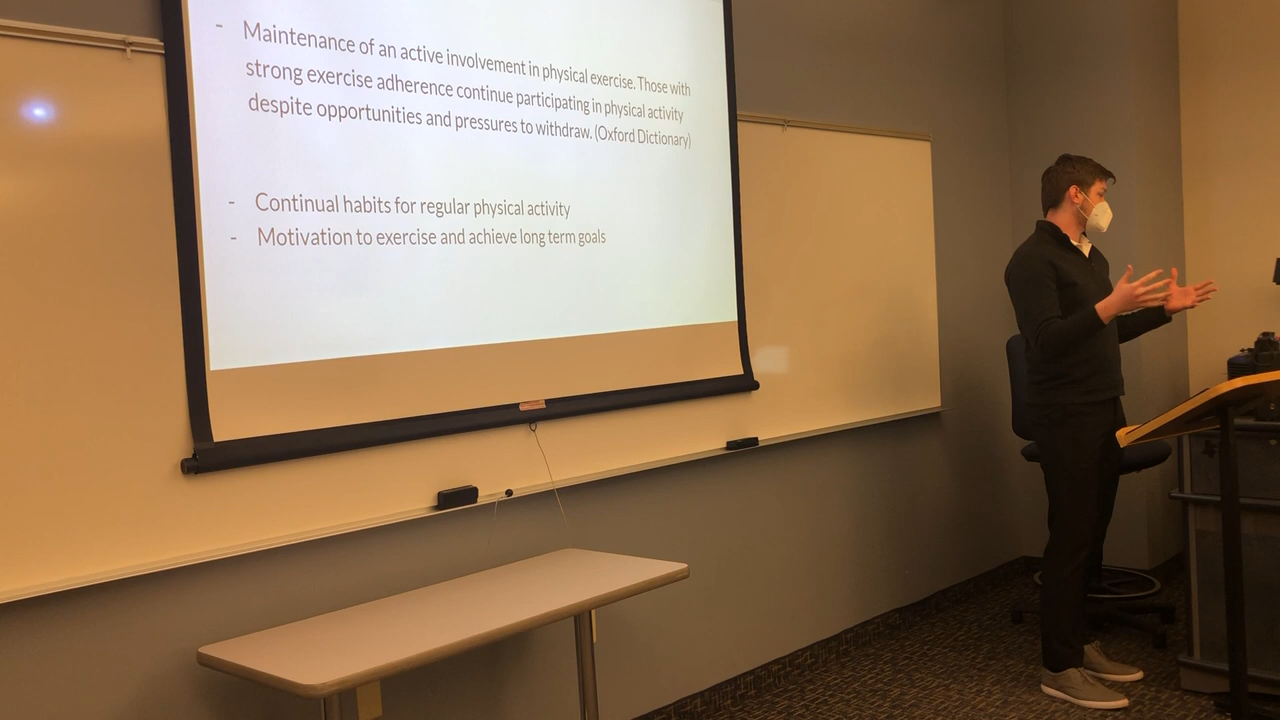 - Maintenance of an active involvement in physical exercise. Those with
strong exercise adherence continue participating in physical activity
despite opportunities and pressures to withdraw. (Oxford Dictionary)
- Continual habits for regular physical activity
- Motivation to exercise and achieve long term goals